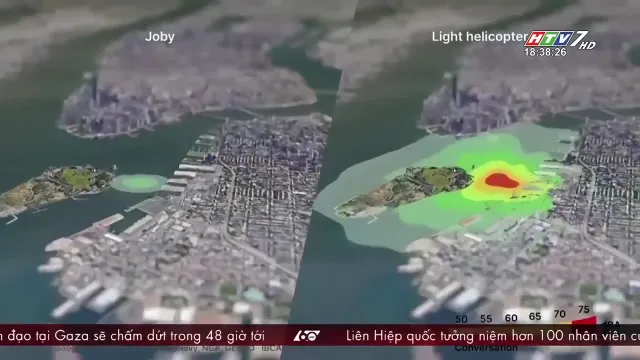 Joby
Light helicopter
HTV7 HD
18:38:26
50 55 60 65 70 75
dBA
đạo tại Gaza sẽ chấm dứt trong 48 giờ tới
Liên Hiệp quốc tưởng niệm hơn 100 nhân viên
Conversation